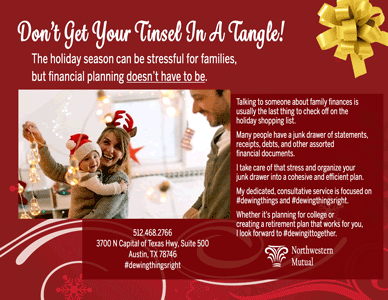 Don't Get Your Tinsel In A Tangle!
The holiday season can be stressful for families,
but financial planning doesn't have to be.
Talking to someone about family finances is
usually the last thing to check off on the
holiday shopping list.
Many people have a junk drawer of statements,
receipts, debts, and other assorted
financial documents.
I take care of that stress and organize your
junk drawer into a cohesive and efficient plan.
My dedicated, consultative service is focused on
#dewingthings and #dewingthingsright.
Whether it's planning for college or
creating a retirement plan that works for you,
I look forward to #dewingittogether.
512.468.2766
3700 N Capital of Texas Hwy, Suite 500
Austin, TX 78746
#dewingthingsright
Northwestern
Mutual